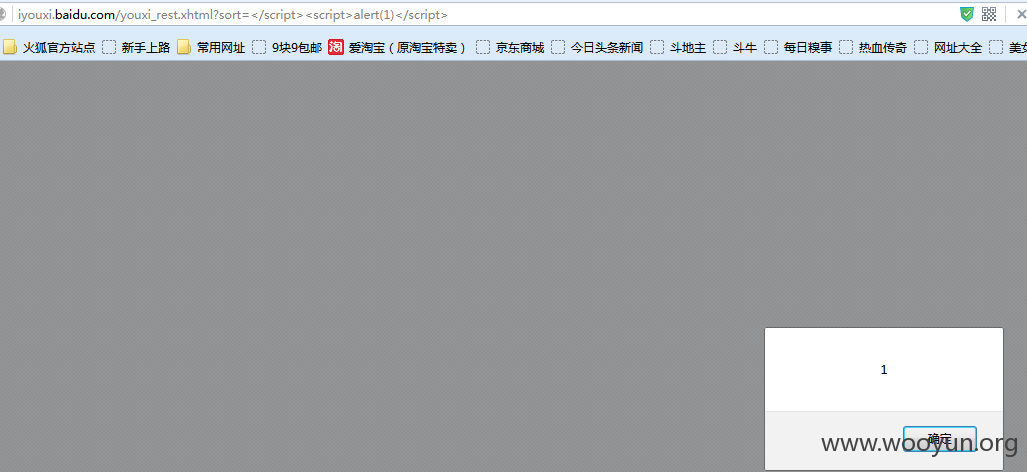 iyouxi.baidu.com/youxi_rest.xhtml?sort=</script><script>alert(1)</script>
火狐官方站点 新手上路 常用网址 9块9包邮 淘 爱淘宝（原淘宝特卖） 京东商城 今日头条新闻 斗地主 斗牛 每日糗事 热血传奇 网址大全 美女
1
确定
www.wooyun.org